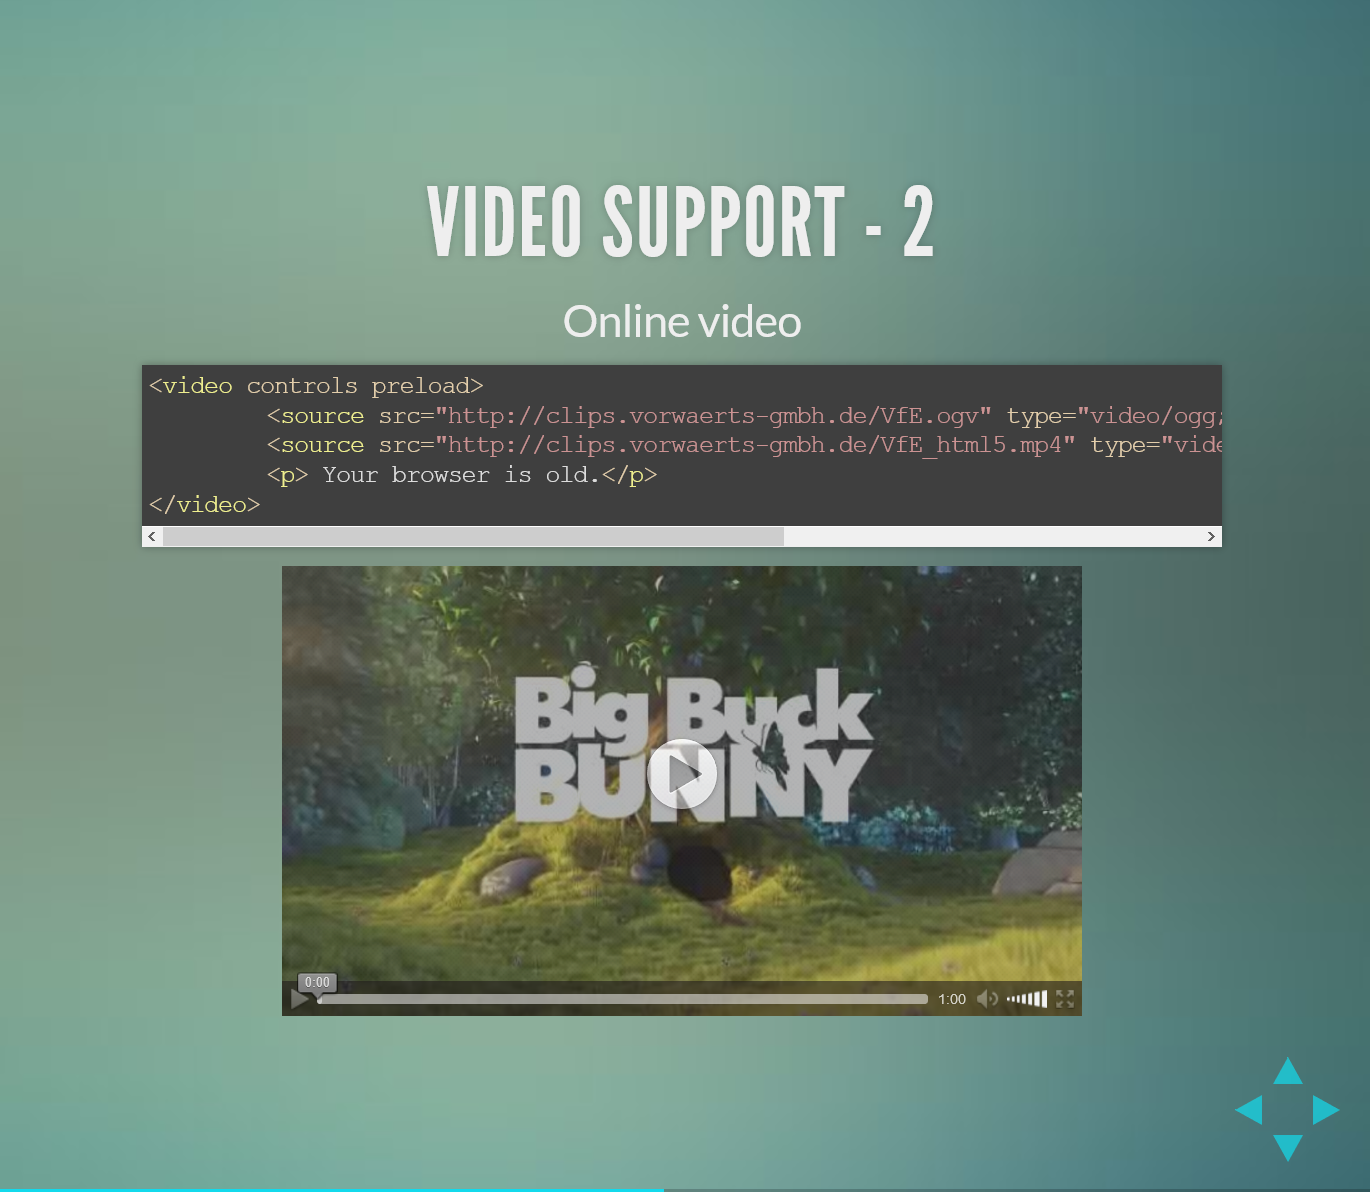 VIDEO SUPPORT - 2
Online video
<video controls preload>
<source src="http://clips.vorwaerts-gmbh.de/VfE.ogv" type="video/ogg;
<source src="http://clips.vorwaerts-gmbh.de/VfE_html5.mp4" type="vide
<p> Your browser is old.</p>
</video>
Big Buck
BUNNY
0:00
1:00